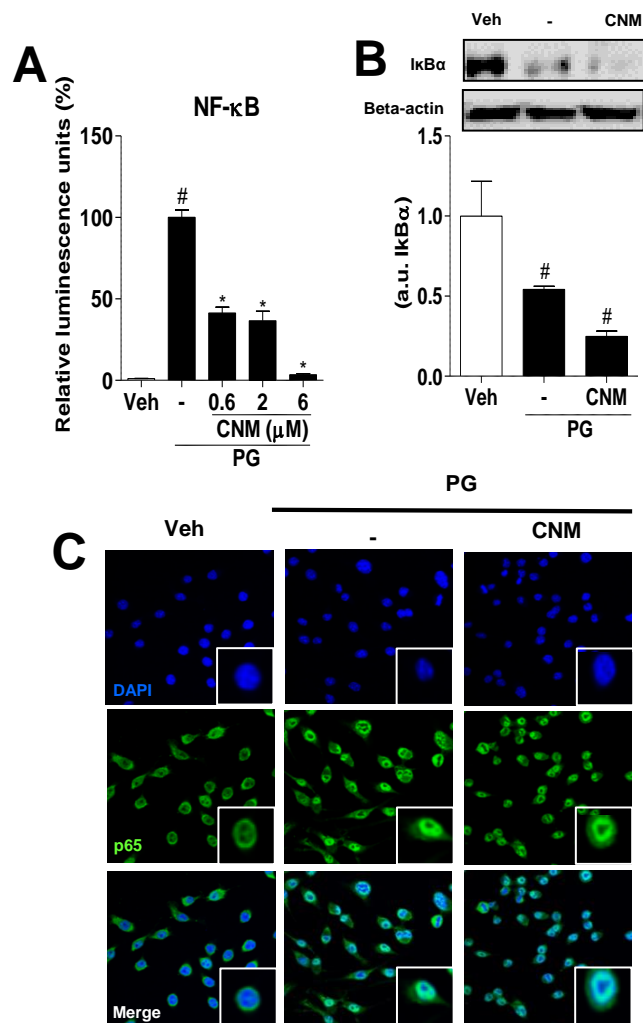 A
NF-κB
Relative luminescence units (%)
150
100
50
0
#
*
*
*
Veh
-
0.6
2
6
CNM (μM)
PG
B
Veh
-
CNM
IκBα
Beta-actin
(a.u. IkBα)
1.5
1.0
0.5
0.0
#
#
Veh
-
CNM
PG
C
PG
Veh
-
CNM
DAPI
p65
Merge